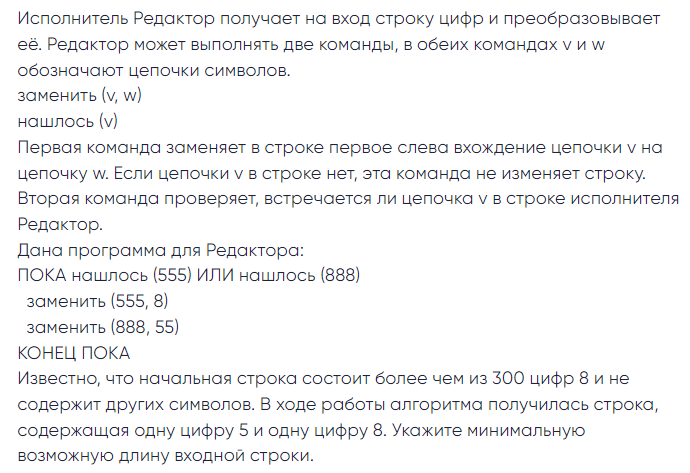 Исполнитель Редактор получает на вход строку цифр и преобразовывает
её. Редактор может выполнять две команды, в обеих командах v и w
обозначают цепочки символов.
заменить (v, w)
нашлось (v)
Первая команда заменяет в строке первое слева вхождение цепочки v на
цепочку w. Если цепочки v в строке нет, эта команда не изменяет строку.
Вторая команда проверяет, встречается ли цепочка v в строке исполнителя
Редактор.
Дана программа для Редактора:
ПОКА нашлось (555) ИЛИ нашлось (888)
заменить (555, 8)
заменить (888, 55)
КОНЕЦ ПОКА
Известно, что начальная строка состоит более чем из 300 цифр 8 и не
содержит других символов. В ходе работы алгоритма получилась строка,
содержащая одну цифру 5 и одну цифру 8. Укажите минимальную
возможную длину входной строки.